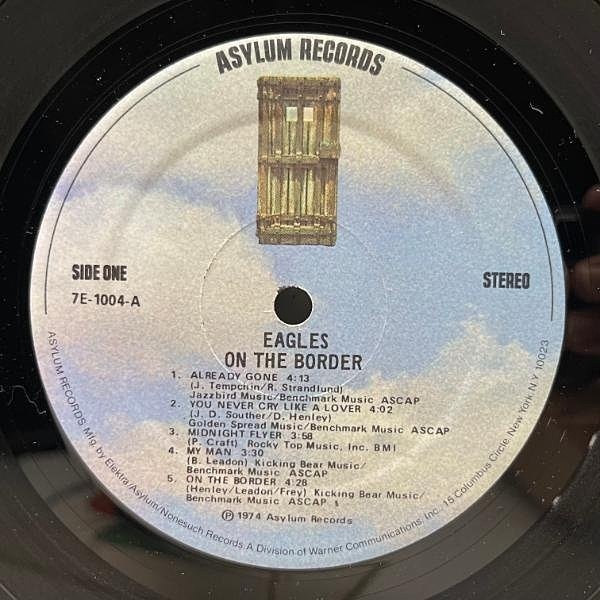 ASYLUM RECORDS
SIDE ONE
7E-1004-A
STEREO
EAGLES
ON THE BORDER
1. ALREADY GONE 4:13
(J. Tempchin/R. Strandlund)
Jazzbird Music/Benchmark Music ASCAP
2. YOU NEVER CRY LIKE A LOVER 4:02
(J. D. Souther/D. Henley)
Golden Spread Music/Benchmark Music ASCAP
3. MIDNIGHT FLYER 3:58
(P. Craft) Rocky Top Music, Inc. BMI
4. MY MAN 3:30
(B. Leadon) Kicking Bear Music/
Benchmark Music ASCAP
5. ON THE BORDER 4:28
(Henley/Leadon/Frey) Kicking Bear Music/
Benchmark Music ASCAP
Ⓟ 1974 Asylum Records
ASYLUM RECORDS Mfg. by Elektra/Asylum/Nonesuch Records A Division of Warner Communications Inc. 15 Columbus Circle, New York, NY 10023